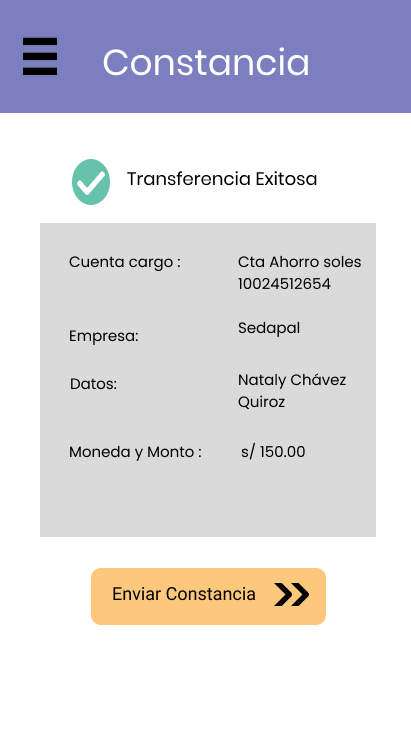 Constancia
Transferencia Exitosa
Cuenta cargo : Cta Ahorro soles
10024512654
Empresa: Sedapal
Datos: Nataly Chávez
Quiroz
Moneda y Monto : s/ 150.00
Enviar Constancia